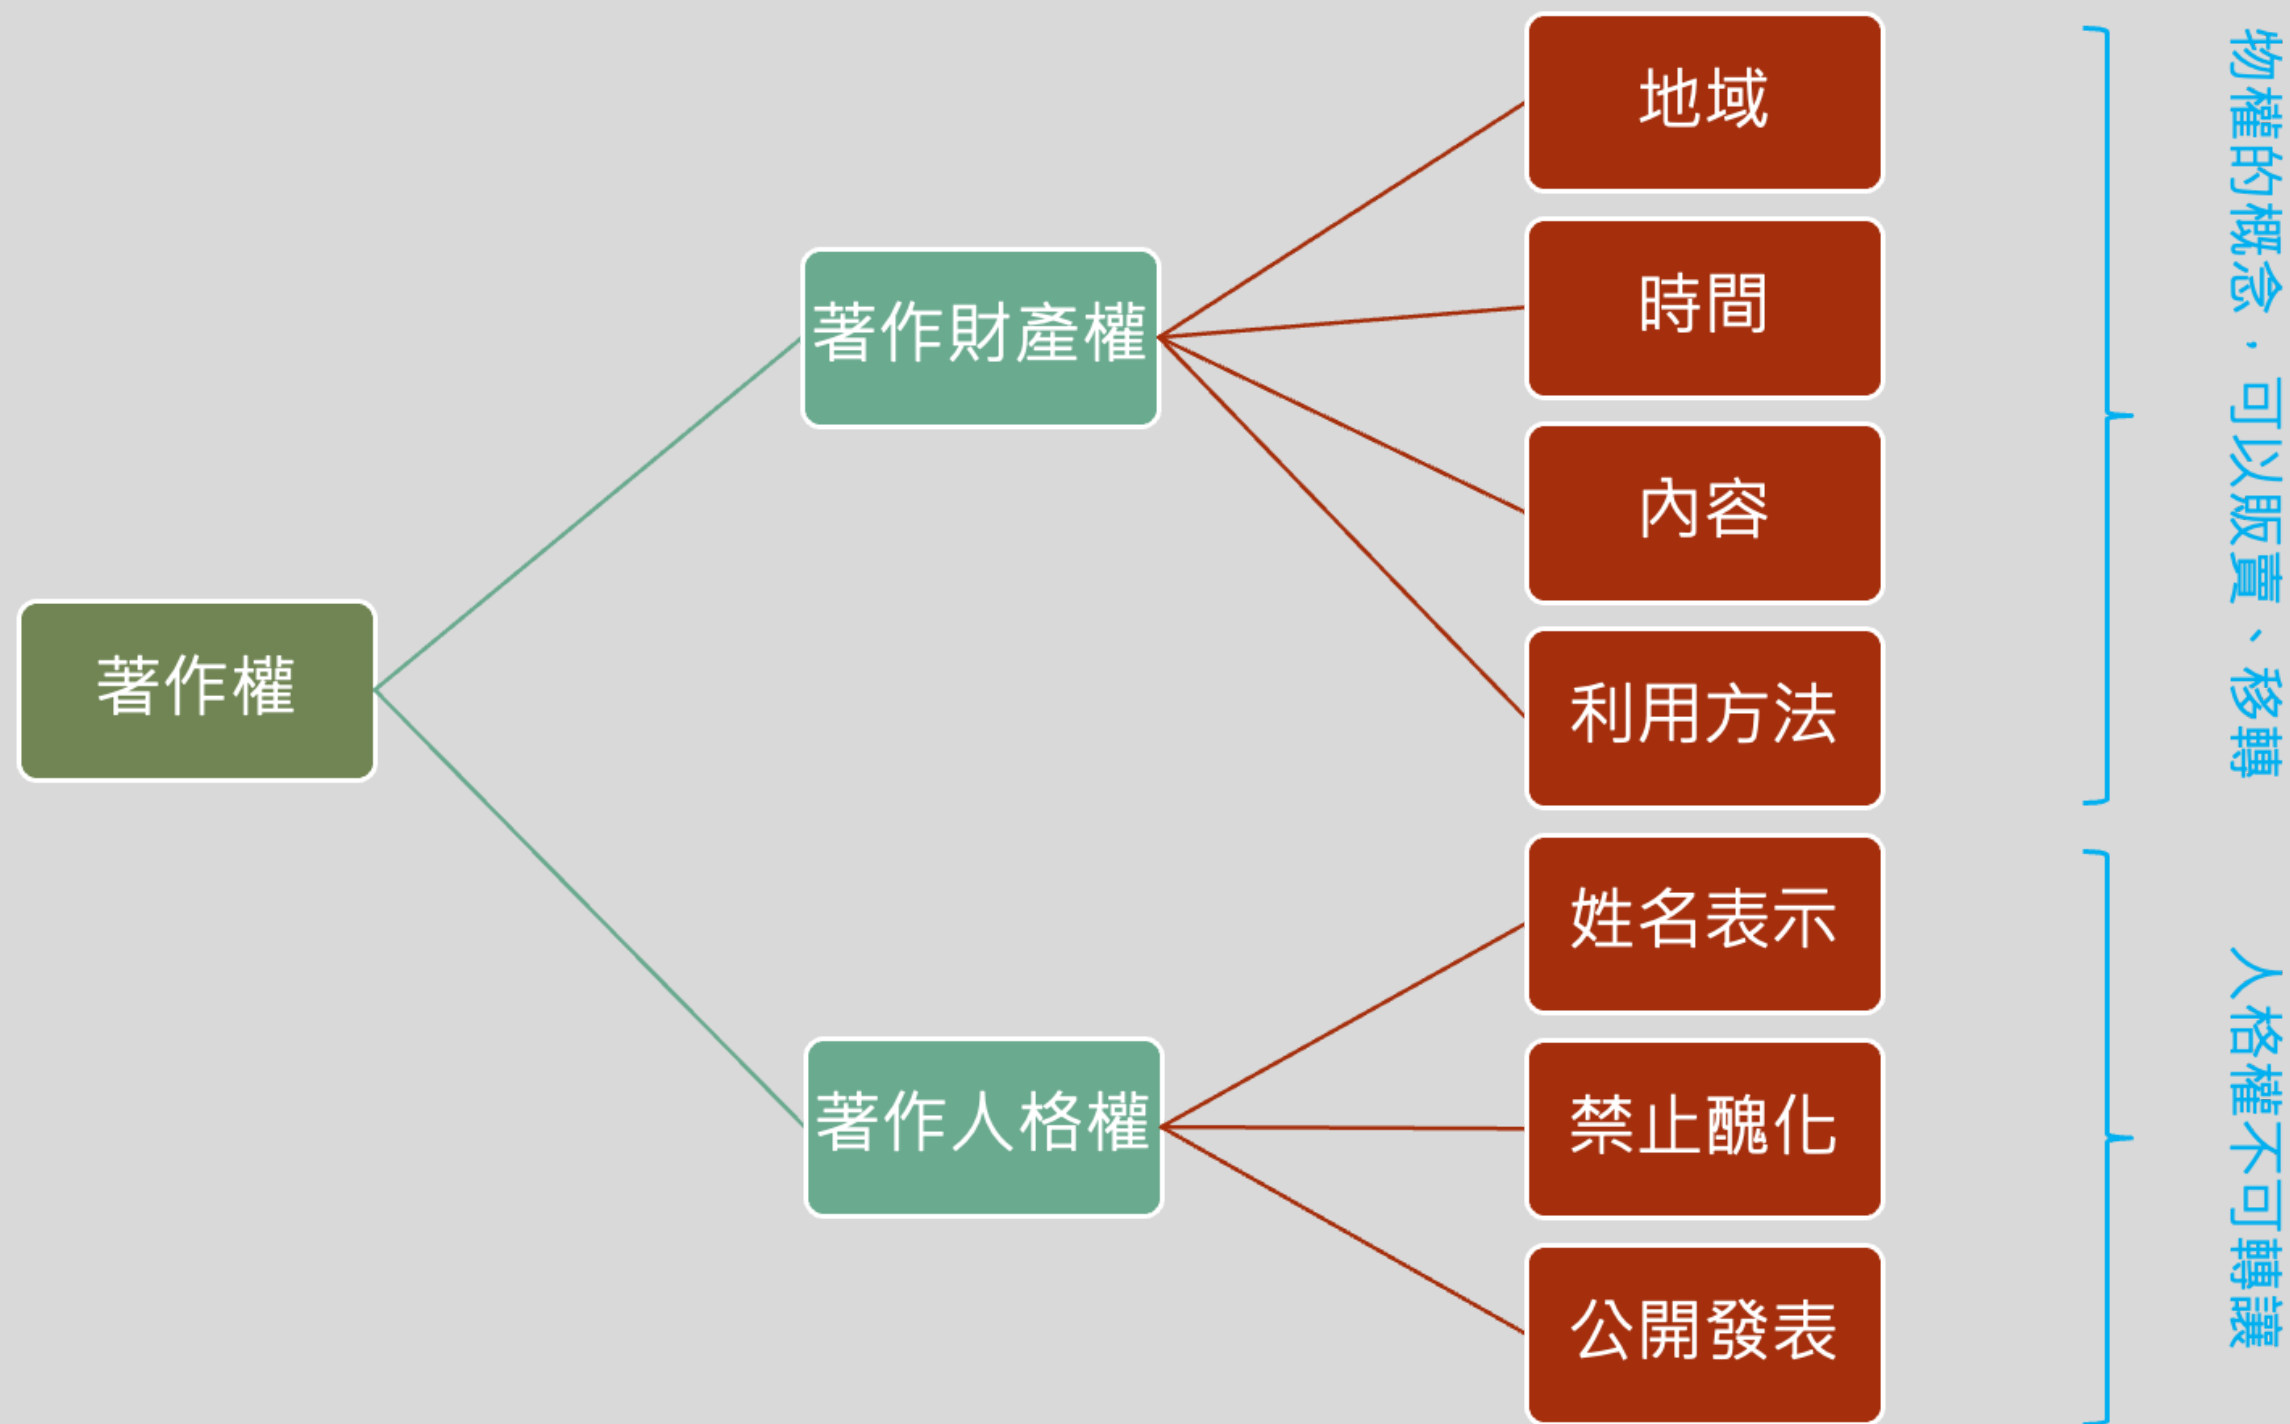 著作權
著作財產權
地域
時間
內容
利用方法
物權的概念，可以販賣、移轉
著作人格權
姓名表示
禁止醜化
公開發表
人格權不可轉讓